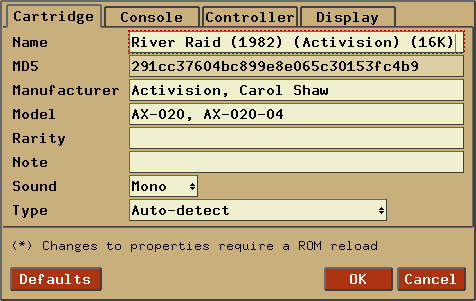 Cartridge Console Controller Display
Name River Raid (1982) (Activision) (16K)
MD5 291cc37604bc899e8e065c30153fc4b9
Manufacturer Activision, Carol Shaw
Model AX-020, AX-020-04
Rarity
Note
Sound Mono
Type Auto-detect
(*) Changes to properties require a ROM reload
Defaults OK Cancel